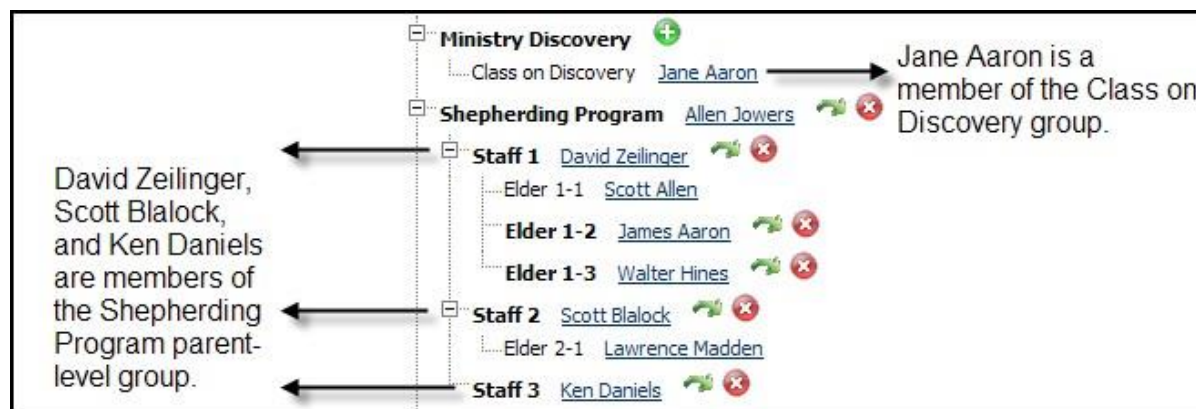 Ministry Discovery
Class on Discovery Jane Aaron
Jane Aaron is a
member of the Class on
Discovery group.
Shepherding Program Allen Jowers
Staff 1 David Zeilinger
Elder 1-1 Scott Allen
Elder 1-2 James Aaron
Elder 1-3 Walter Hines
Staff 2 Scott Blalock
Elder 2-1 Lawrence Madden
Staff 3 Ken Daniels
David Zeilinger,
Scott Blalock,
and Ken Daniels
are members of
the Shepherding
Program parent-
level group.